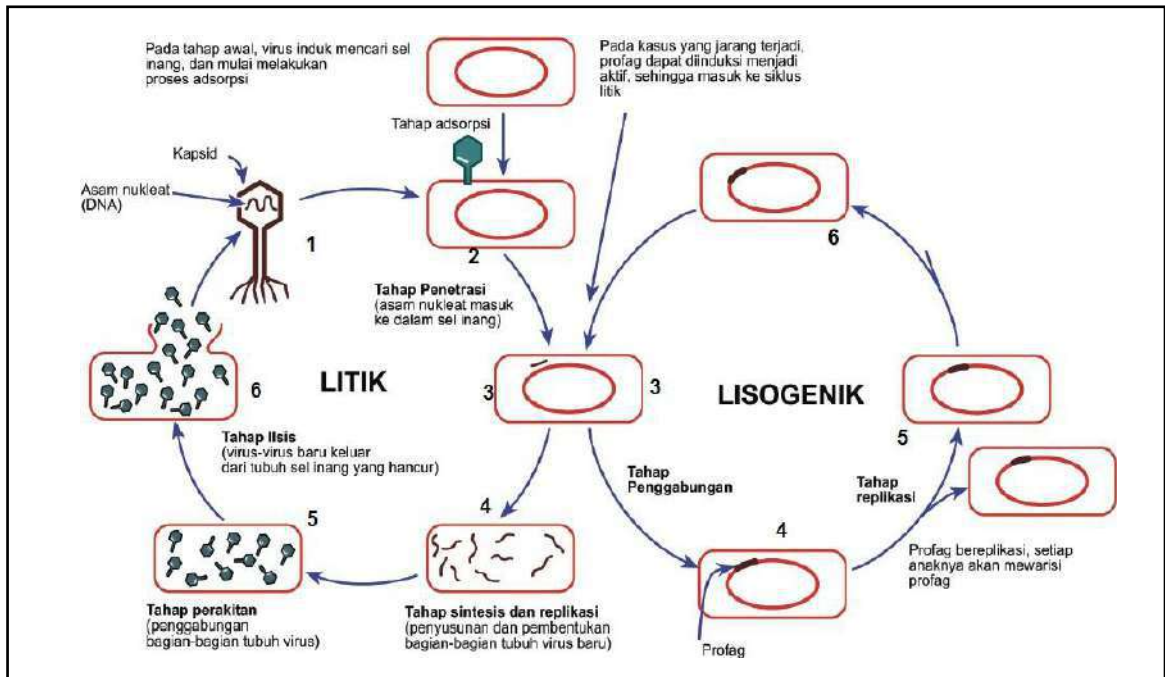 Pada tahap awal, virus induk mencari sel
inang, dan mulai melakukan
proses adsorpsi
Pada kasus yang jarang terjadi,
profag dapat diinduksi menjadi
aktif, sehingga masuk ke siklus
litik
Tahap adsorpsi
Kapsid
Asam nukleat
(DNA)
1
2
6
Tahap Penetrasi
(asam nukleat masuk
ke dalam sel inang)
LITIK
3
3
LISOGENIK
6
5
Tahap lisis
(virus-virus baru keluar
dari tubuh sel inang yang hancur)
Tahap
Penggabungan
Tahap
replikasi
5
4
4
Profag bereplikasi, setiap
anaknya akan mewarisi
profag
Tahap perakitan
(penggabungan
bagian-bagian tubuh virus)
Tahap sintesis dan replikasi
(penyusunan dan pembentukan
bagian-bagian tubuh virus baru)
Profag